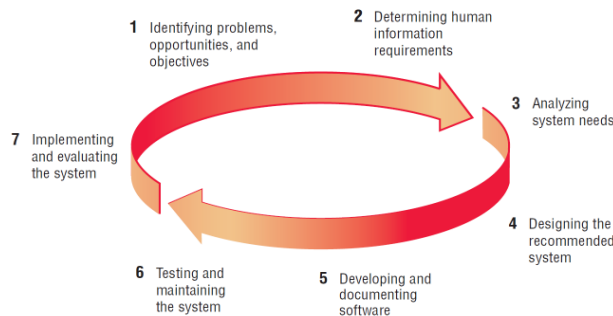 1 Identifying problems,
opportunities, and
objectives
2 Determining human
information
requirements
3 Analyzing
system needs
4 Designing the
recommended
system
5 Developing and
documenting
software
6 Testing and
maintaining
the system
7 Implementing
and evaluating
the system